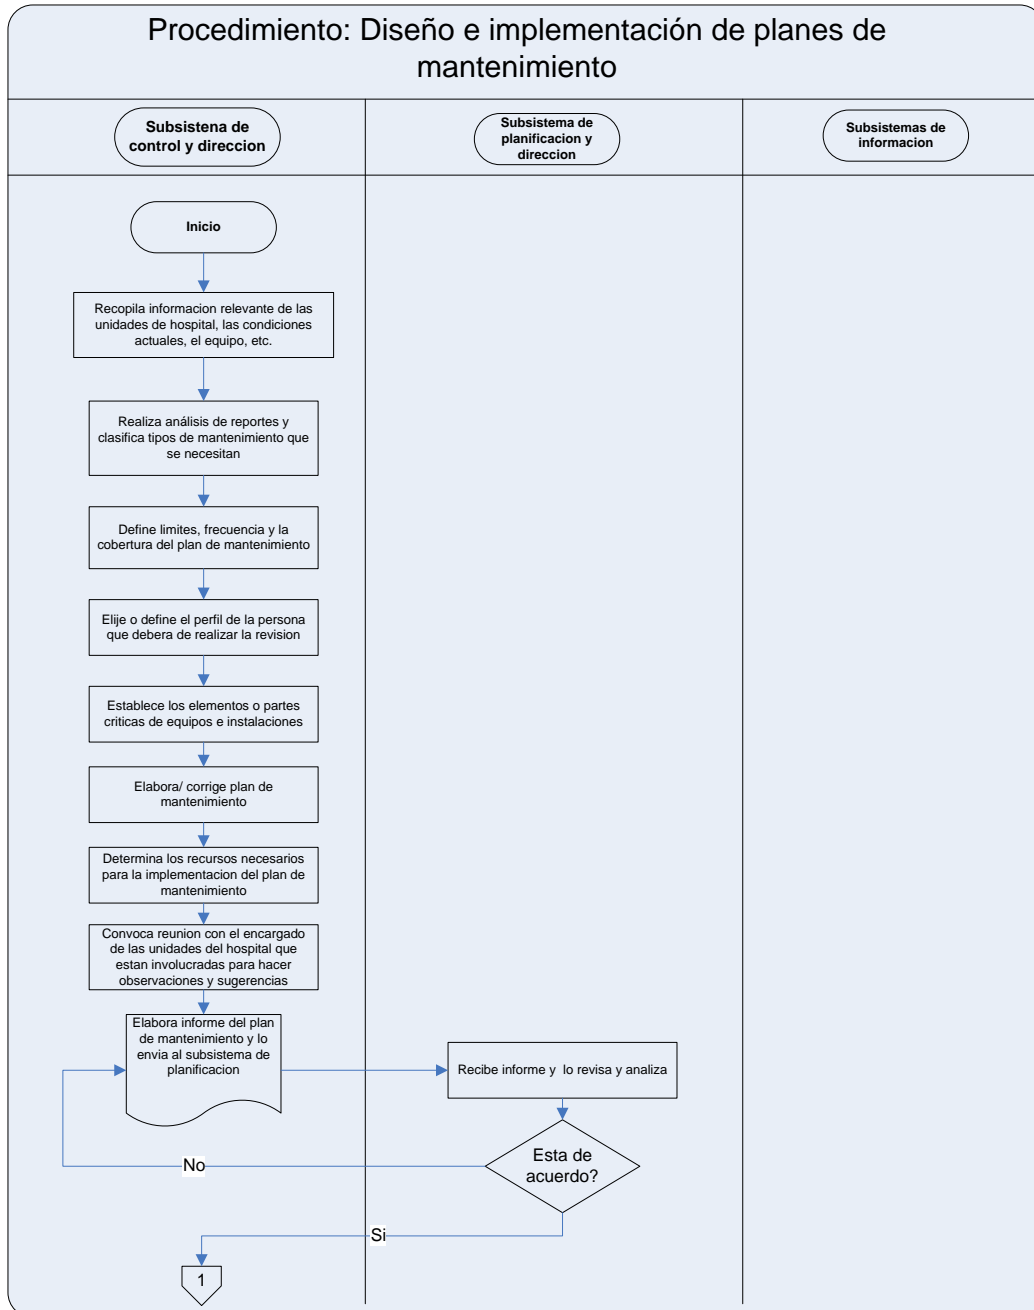 Procedimiento: Diseño e implementación de planes de
mantenimiento
Subsistena de
control y direccion
Subsistema de
planificacion y
direccion
Subsistemas de
informacion
Inicio
Recopila informacion relevante de las
unidades de hospital, las condiciones
actuales, el equipo, etc.
Realiza análisis de reportes y
clasifica tipos de mantenimiento que
se necesitan
Define limites, frecuencia y la
cobertura del plan de mantenimiento
Elije o define el perfil de la persona
que debera de realizar la revision
Establece los elementos o partes
criticas de equipos e instalaciones
Elabora/ corrige plan de
mantenimiento
Determina los recursos necesarios
para la implementacion del plan de
mantenimiento
Convoca reunion con el encargado
de las unidades del hospital que
estan involucradas para hacer
observaciones y sugerencias
Elabora informe del plan
de mantenimiento y lo
envia al subsistema de
planificacion
Recibe informe y lo revisa y analiza
Esta de
acuerdo?
No
Si
1